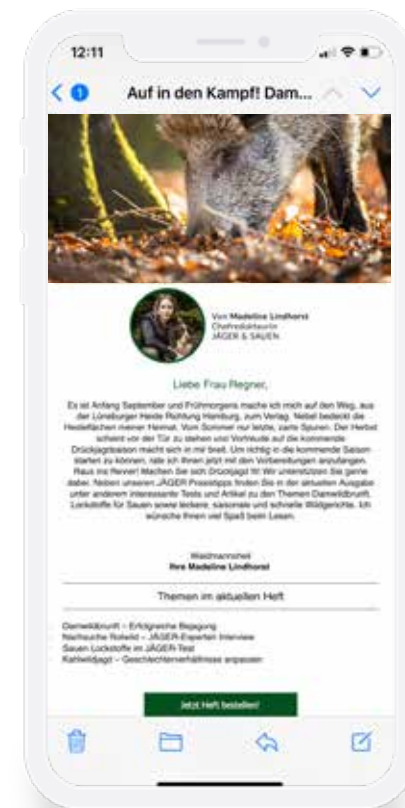 12:11
1
Auf in den Kampf! Dam...
Von Madeline Lindhorst
Chefredakteurin
JÄGER & SAUEN
Liebe Frau Regner,
Es ist Anfang September und Frühmorgens mache ich mich auf den Weg, aus
der Lüneburger Heide Richtung Hamburg, zum Verlag. Nebel bedeckt die
Heideflächen meiner Heimat. Vom Sommer nur letzte, zarte Spuren. Der Herbst
scheint vor der Tür zu stehen und Vorfreude auf die kommende
Drückjagdsaison macht sich in mir breit. Um richtig in die kommende Saison
starten zu können, rate ich Ihnen jetzt mit den Vorbereitungen anzufangen.
Raus ins Revier! Machen Sie sich Drückjagd fit! Wir unterstützen Sie gerne
dabei. Neben unseren JÄGER Praxistipps finden Sie in der aktuellen Ausgabe
unter anderem interessante Tests und Artikel zu den Themen Damwildbrunft,
Lockstoffe für Sauen sowie leckere, saisonale und schnelle Wildgerichte. Ich
wünsche Ihnen viel Spaß beim Lesen.
Waidmannsheil
Ihre Madeline Lindhorst
Themen im aktuellen Heft
Damwildbrunft – Erfolgreiche Bejagung
Nachsuche Rotwild – JÄGER-Experten Interview
Sauen Lockstoffe im JÄGER-Test
Kahlwildjagd – Geschlechterverhältnisse anpassen
Jetzt Heft bestellen!